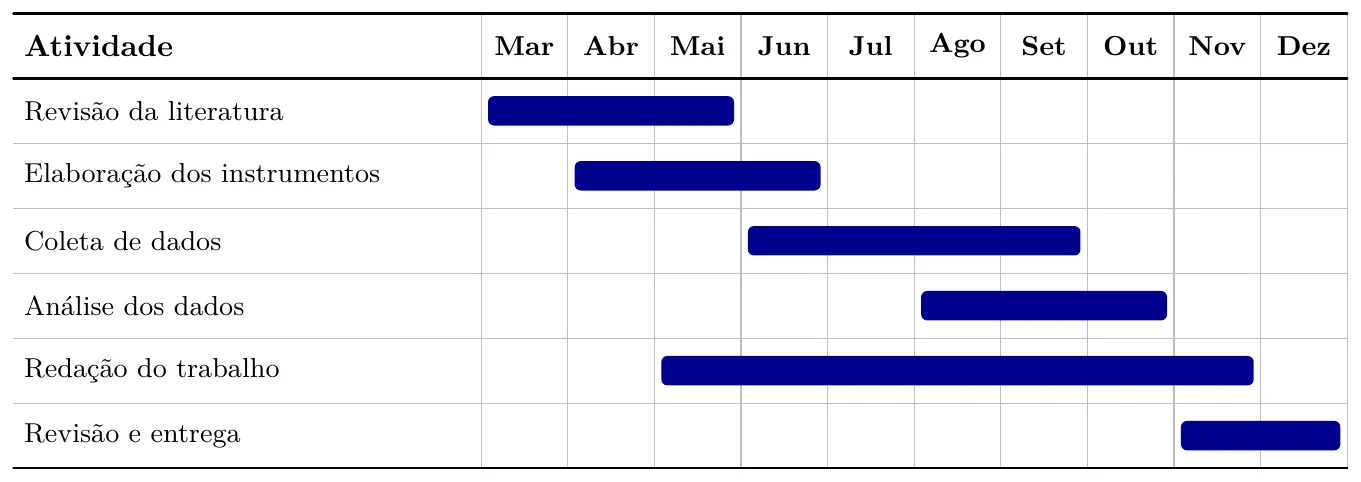 Atividade Mar Abr Mai Jun Jul Ago Set Out Nov Dez
Revisão da literatura
Elaboração dos instrumentos
Coleta de dados
Análise dos dados
Redação do trabalho
Revisão e entrega